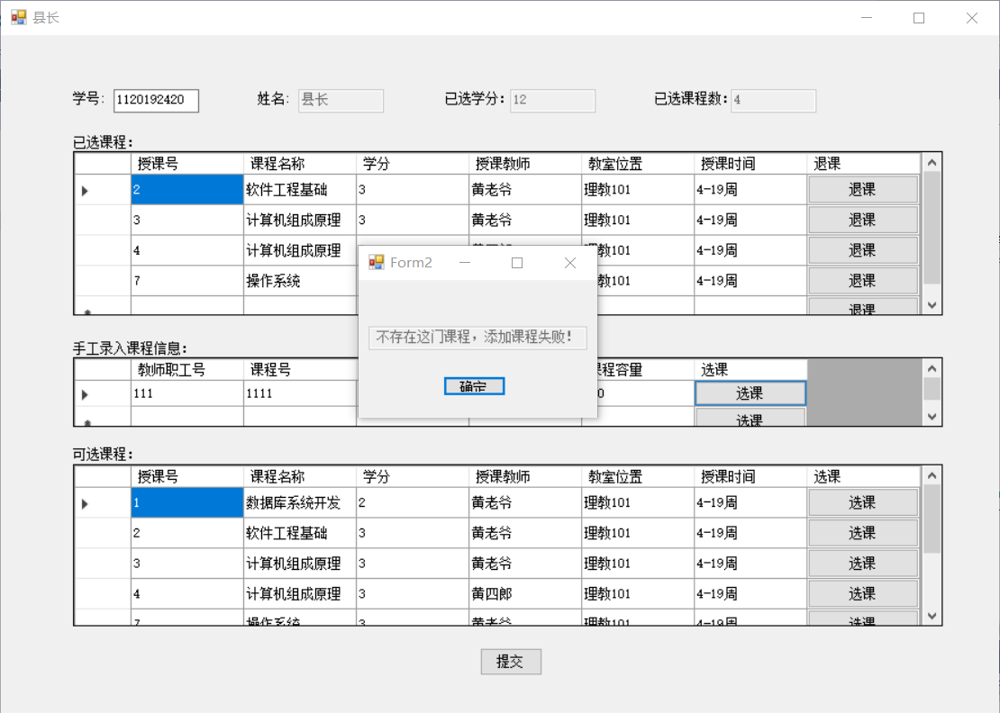 县长
学号: 1120192420 姓名: 县长 已选学分: 12 已选课程数: 4
已选课程:
授课号 课程名称 学分 授课教师 教室位置 授课时间 退课
2 软件工程基础 3 黄老爷 理教101 4-19周 退课
3 计算机组成原理 3 黄老爷 理教101 4-19周 退课
4 计算机组成原理 教101 4-19周 退课
7 操作系统 教101 4-19周 退课
退课
Form2
不存在这门课程，添加课程失败!
确定
手工录入课程信息:
教师职工号 课程号 程容量 选课
111 1111 0 选课
选课
可选课程:
授课号 课程名称 学分 授课教师 教室位置 授课时间 选课
1 数据库系统开发 2 黄老爷 理教101 4-19周 选课
2 软件工程基础 3 黄老爷 理教101 4-19周 选课
3 计算机组成原理 3 黄老爷 理教101 4-19周 选课
4 计算机组成原理 3 黄四郎 理教101 4-19周 选课
7 操作系统 3 黄老爷 理教101 4-19周 选课
提交